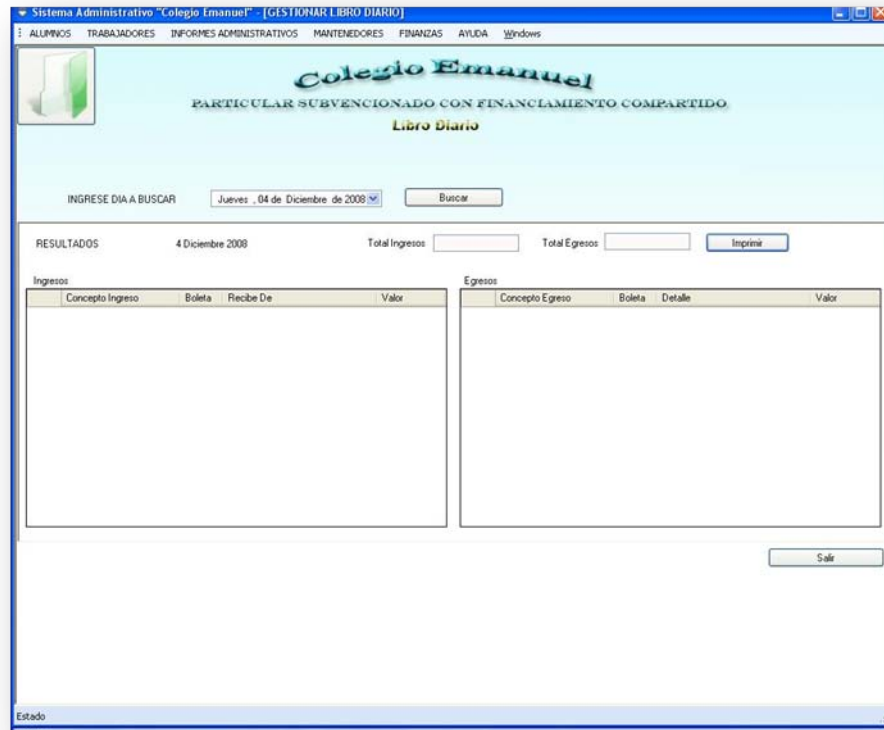 Sistema Administrativo "Colegio Emanuel" - [GESTIONAR LIBRO DIARIO]
ALUMNOS TRABAJADORES INFORMES ADMINISTRATIVOS MANTENEDORES FINANZAS AYUDA Windows
Colegio Emanuel
PARTICULAR SUBVENCIONADO CON FINANCIAMIENTO COMPARTIDO
Libro Diario
INGRESE DIA A BUSCAR Jueves , 04 de Diciembre de 2008 Buscar
RESULTADOS 4 Diciembre 2008 Total Ingresos Total Egresos Imprimir
Ingresos Egresos
Concepto Ingreso Boleta Recibe De Valor Concepto Egreso Boleta Detalle Valor
Salir
Estado